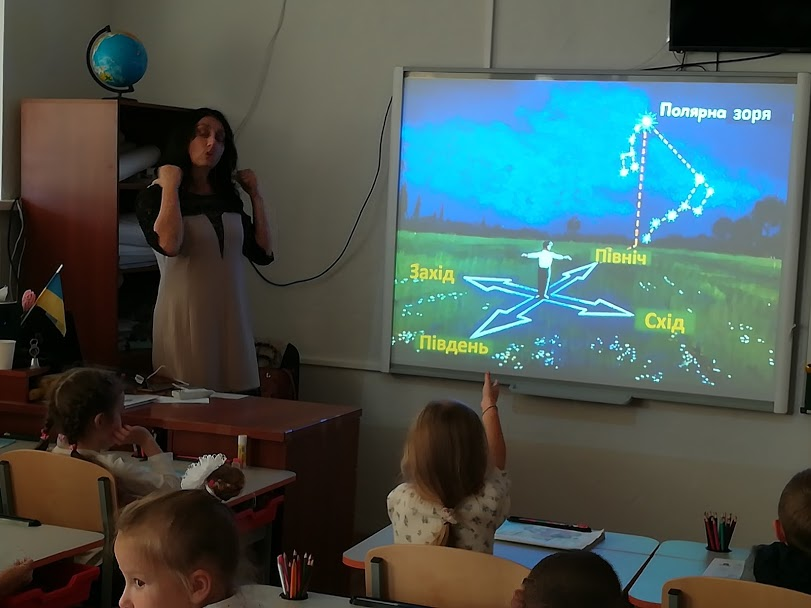 Полярна зоря
Північ
Захід
Схід
Південь